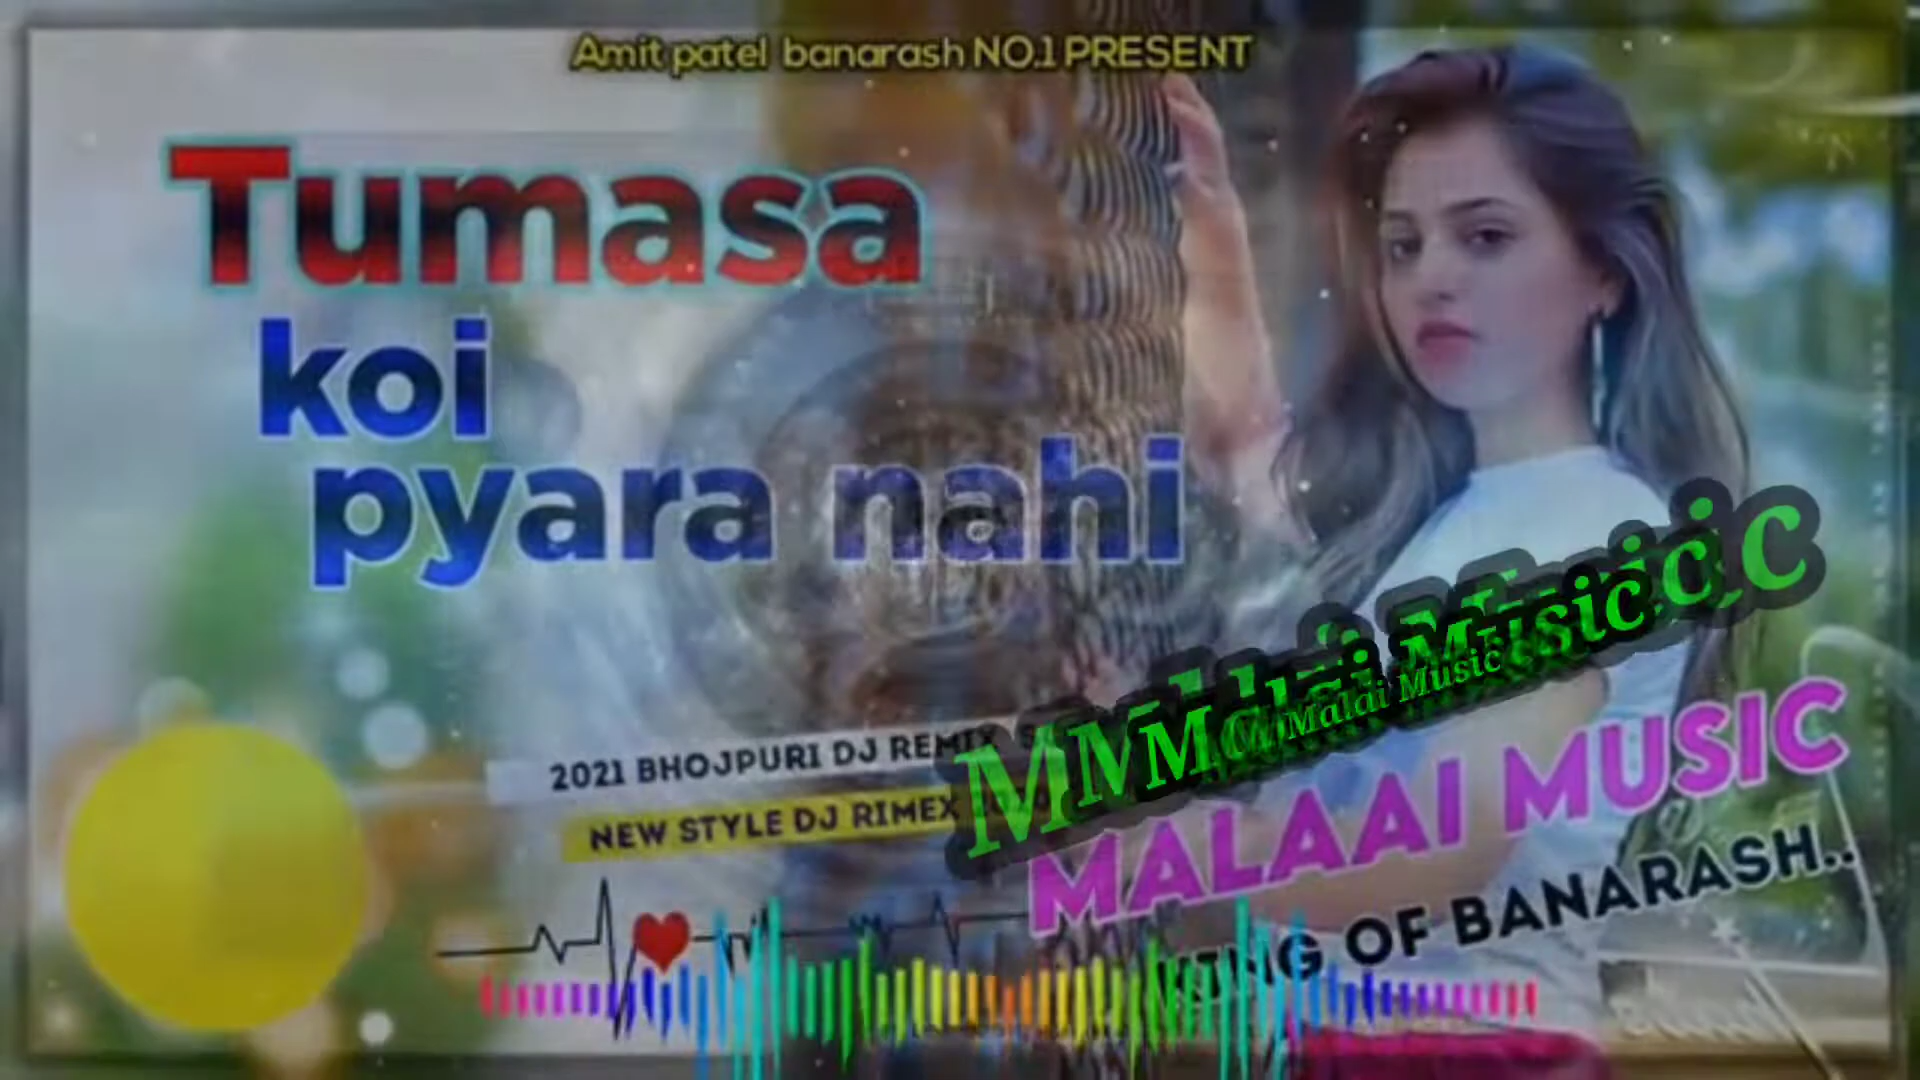 Amit patel banarash NO.1 PRESENT
Tumasa
koi
pyara nahi
2021 BHOJPURI DJ REMIX
NEW STYLE DJ RIMEX
Malai Music
MALAAI MUSIC
KING OF BANARASH..